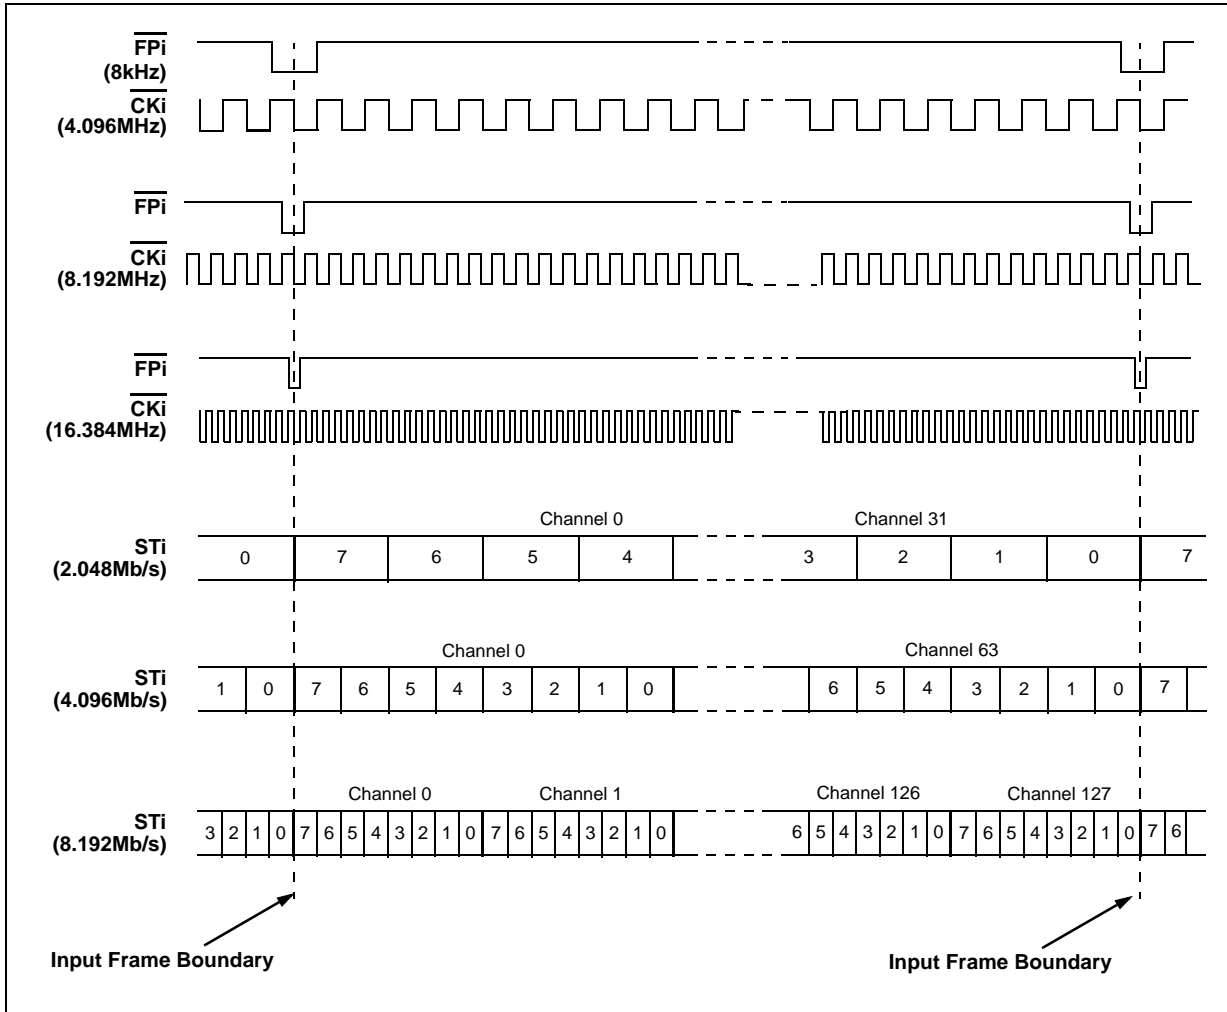 FPi
(8kHz)
CKi
(4.096MHz)
FPi
CKi
(8.192MHz)
FPi
CKi
(16.384MHz)
Channel 0 Channel 31
STi
(2.048Mb/s)
0 7 6 5 4 3 2 1 0 7
Channel 0 Channel 63
STi
(4.096Mb/s)
1 0 7 6 5 4 3 2 1 0 6 5 4 3 2 1 0 7
Channel 0 Channel 1 Channel 126 Channel 127
STi
(8.192Mb/s)
3 2 1 0 7 6 5 4 3 2 1 0 7 6 5 4 3 2 1 0 6 5 4 3 2 1 0 7 6 5 4 3 2 1 0 7 6
Input Frame Boundary Input Frame Boundary